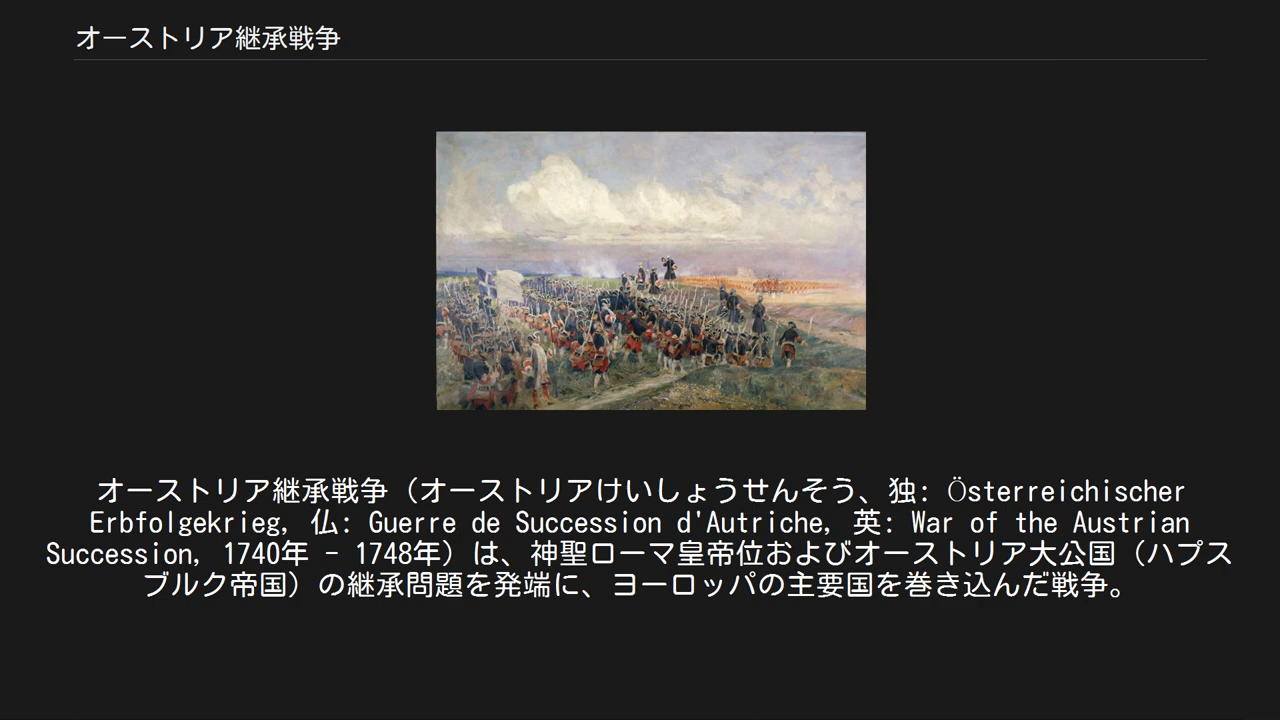 オーストリア継承戦争
オーストリア継承戦争（オーストリアけいしょうせんそう、独: Österreichischer
Erbfolgekrieg, 仏: Guerre de Succession d'Autriche, 英: War of the Austrian
Succession, 1740年 - 1748年）は、神聖ローマ皇帝位およびオーストリア大公国（ハプス
ブルク帝国）の継承問題を発端に、ヨーロッパの主要国を巻き込んだ戦争。